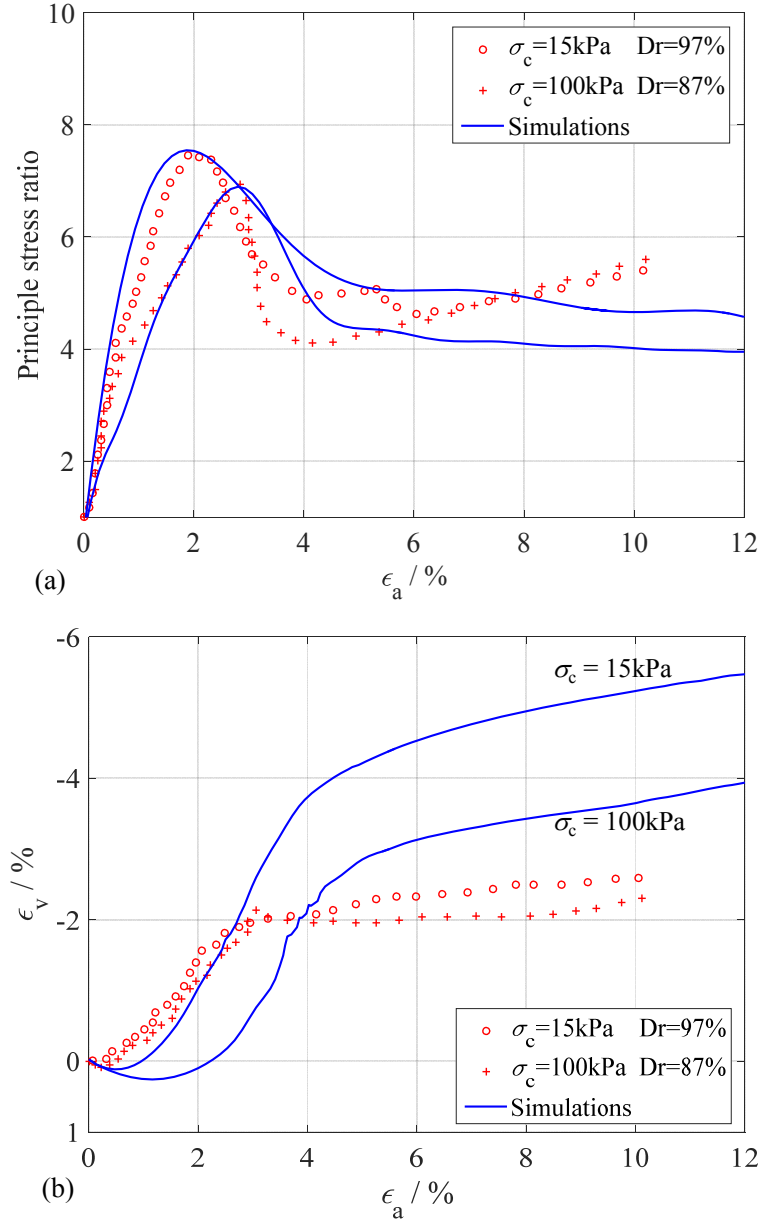 10
8
6
4
2
Principle stress ratio
σc=15kPa Dr=97%
σc=100kPa Dr=87%
Simulations
0 2 4 6 8 10 12
(a)
ϵa / %
-6
-4
-2
0
1
ϵv / %
σc = 15kPa
σc = 100kPa
σc=15kPa Dr=97%
σc=100kPa Dr=87%
Simulations
0 2 4 6 8 10 12
(b)
ϵa / %